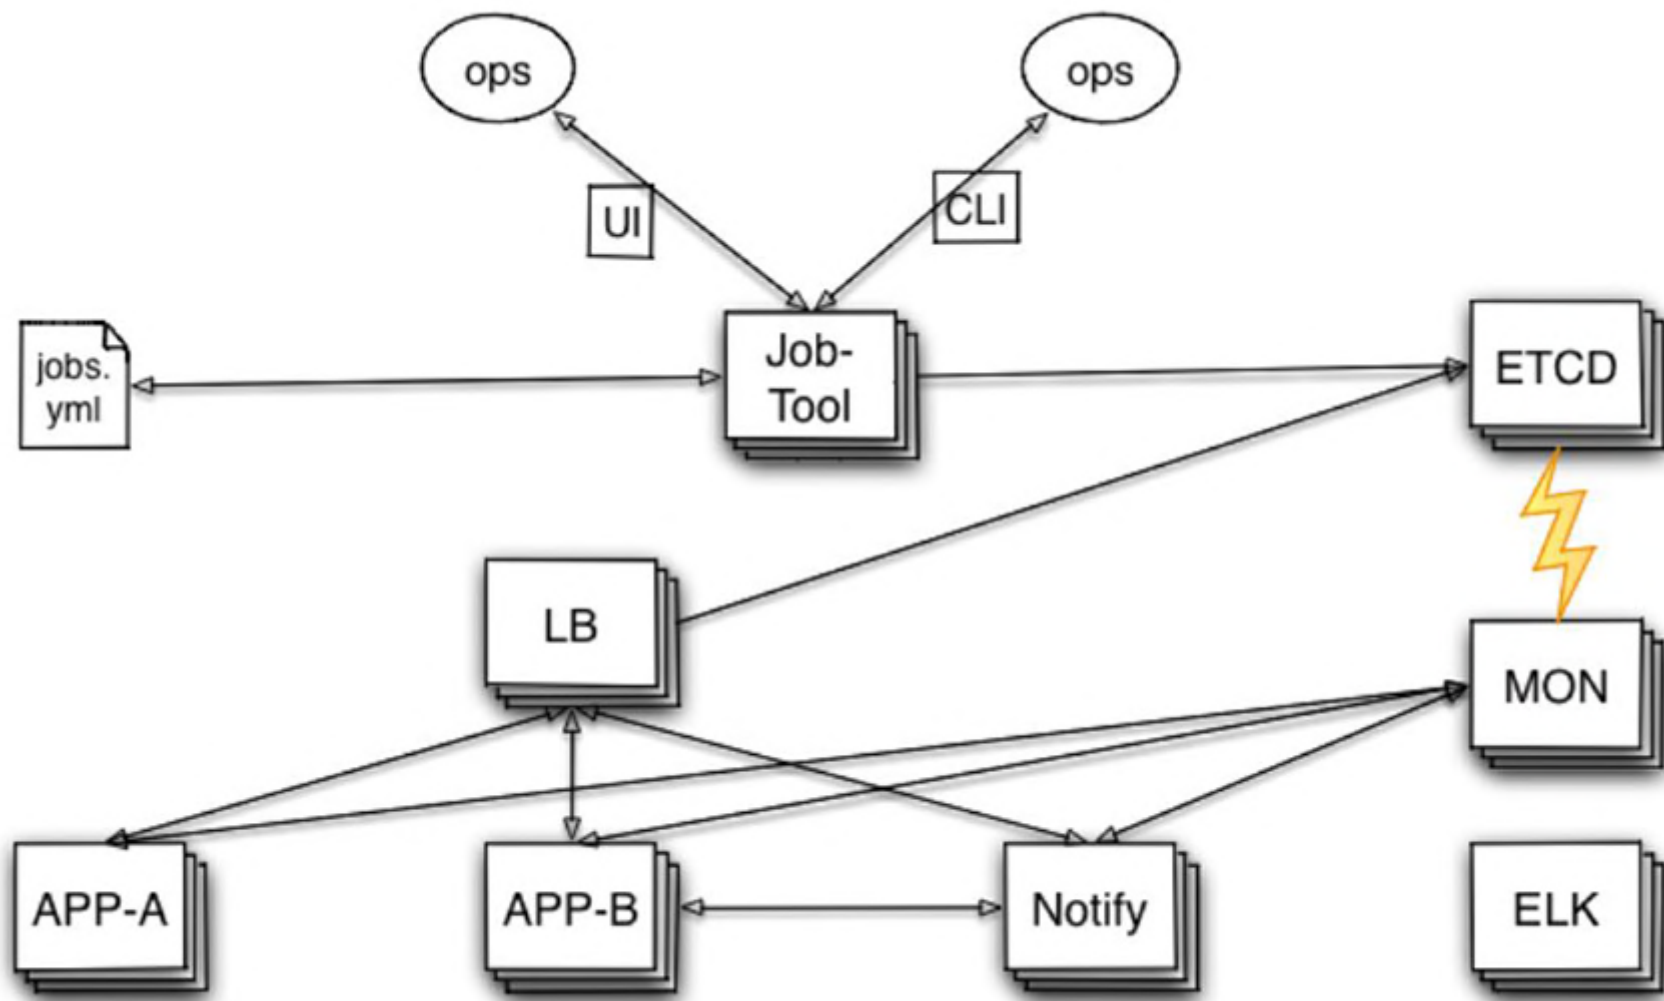 ops
ops
UI
CLI
jobs.
yml
Job-
Tool
ETCD
LB
MON
APP-A
APP-B
Notify
ELK